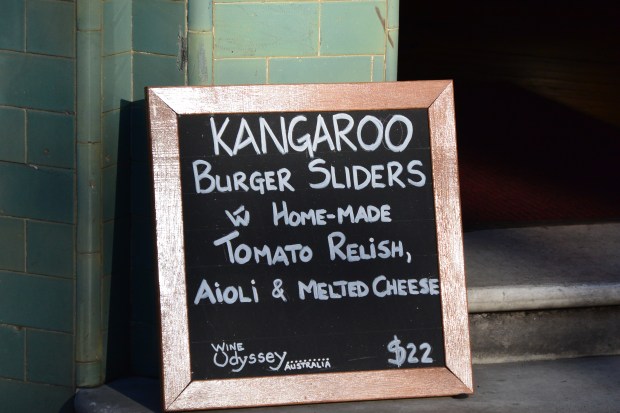 KANGAROO
BURGER SLIDERS
W HOME-MADE
TOMATO RELISH,
AIOLI & MELTED CHEESE
WINE
Odyssey AUSTRALIA
$22